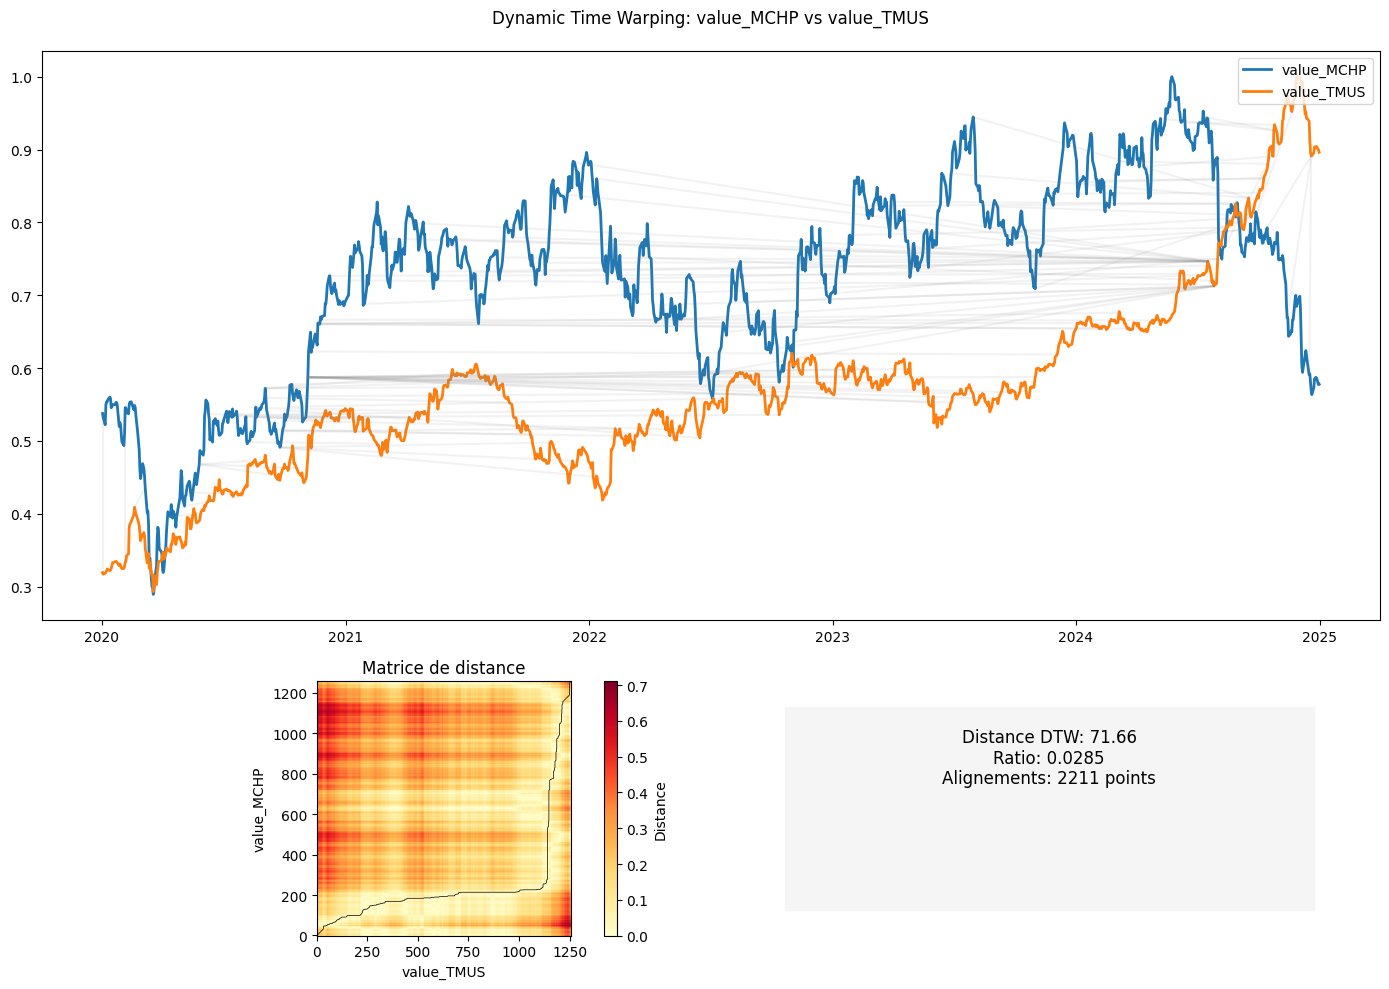 Dynamic Time Warping: value_MCHP vs value_TMUS
1.0
0.9
0.8
0.7
0.6
0.5
0.4
0.3
value_MCHP
value_TMUS
2020 2021 2022 2023 2024 2025
Matrice de distance
1200
1000
800
600
400
200
0
value_MCHP
0 250 500 750 1000 1250
value_TMUS
0.7
0.6
0.5
0.4
0.3
0.2
0.1
0.0
Distance
Distance DTW: 71.66
Ratio: 0.0285
Alignements: 2211 points